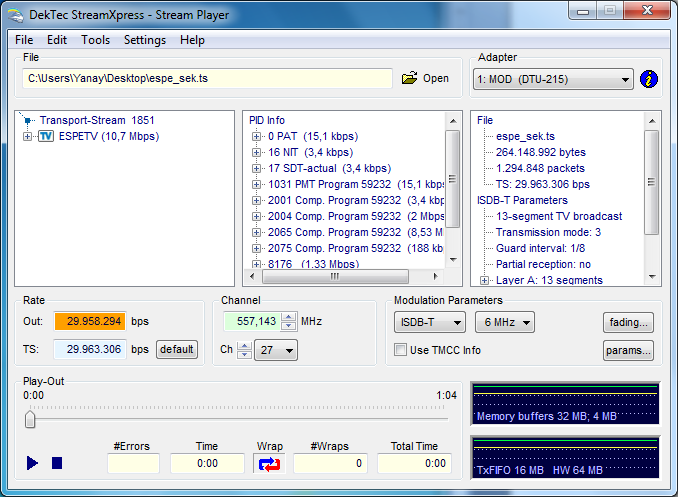 DekTec StreamXpress - Stream Player
File Edit Tools Settings Help
File
C:\Users\Yanay\Desktop\espe_sek.ts
Open
Adapter
1: MOD (DTU-215)
Transport-Stream 1851
TV ESPETV (10,7 Mbps)
PID Info
0 PAT (15,1 kbps)
16 NIT (3,4 kbps)
17 SDT-actual (3,4 kbps)
1031 PMT Program 59232 (15,1 kbp
2001 Comp. Program 59232 (3,4 kb
2004 Comp. Program 59232 (2 Mbps
2065 Comp. Program 59232 (8,53 M
2075 Comp. Program 59232 (188 kb
8176 (1.33 Mbps)
File
espe_sek.ts
264.148.992 bytes
1.294.848 packets
TS: 29.963.306 bps
ISDB-T Parameters
13-segment TV broadcast
Transmission mode: 3
Guard interval: 1/8
Partial reception: no
Layer A: 13 segments
Rate
Out: 29.958.294 bps
TS: 29.963.306 bps default
Channel
557,143 MHz
Ch 27
Modulation Parameters
ISDB-T 6 MHz fading...
Use TMCC Info params...
Play-Out
0:00 1:04
#Errors Time Wrap #Wraps Total Time
0:00 0 0:00
Memory buffers 32 MB; 4 MB
TxFIFO 16 MB HW 64 MB